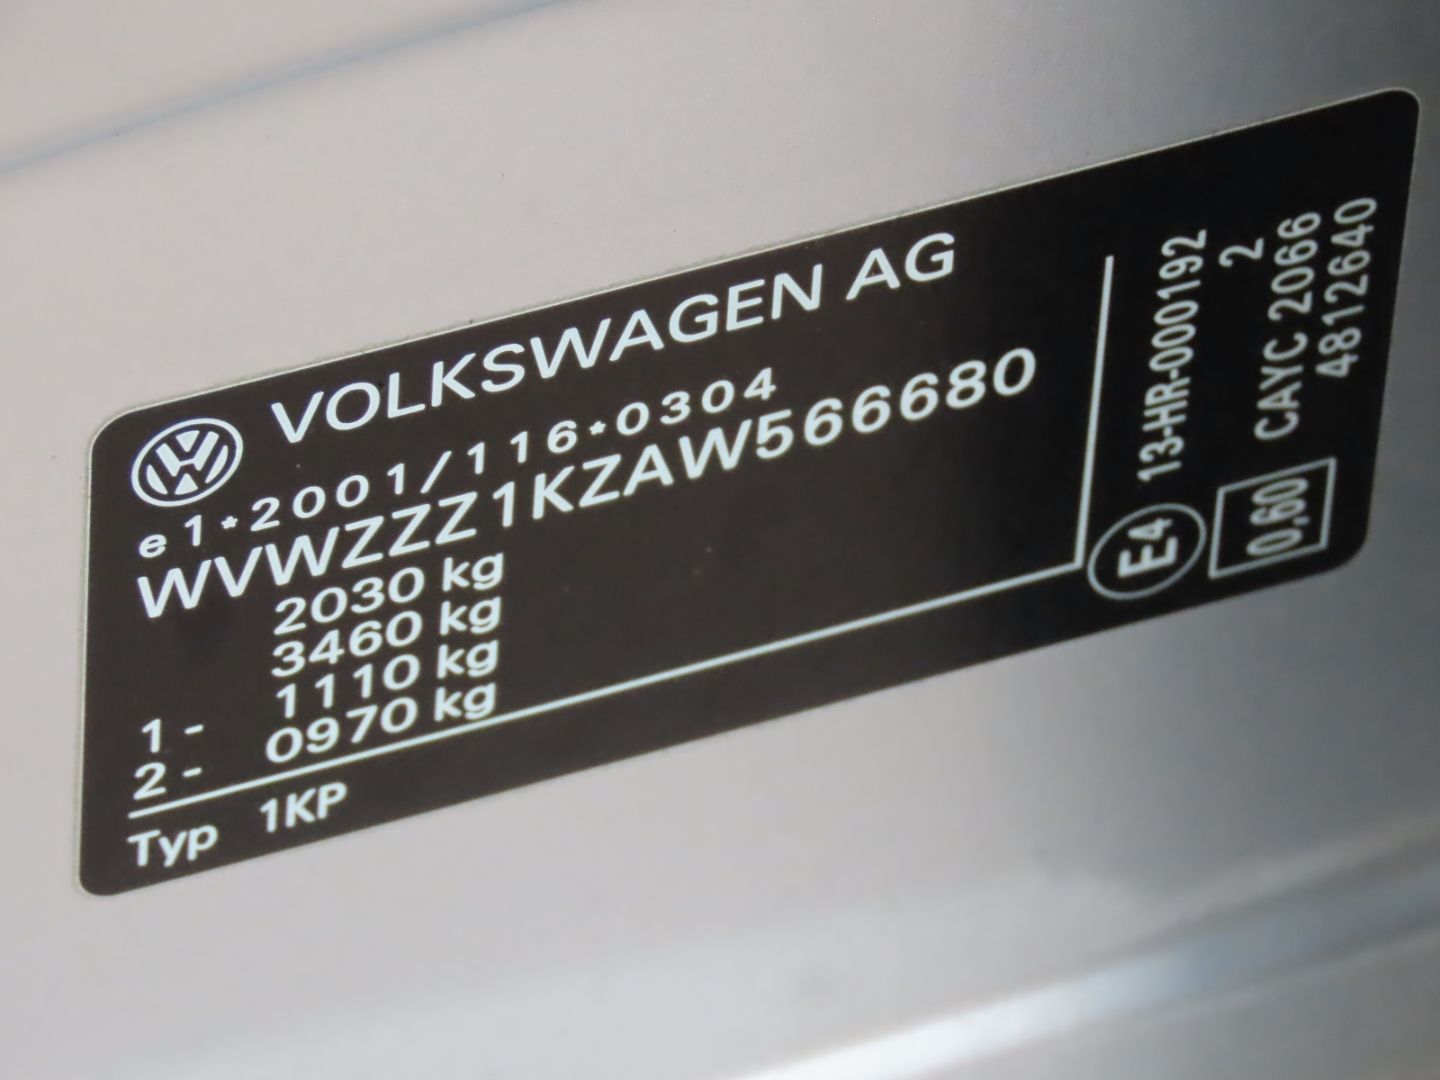 VOLKSWAGEN AG
e1*2001/116*0304
WVWZZZ1KZAW566680
2030 kg
3460 kg
1- 1110 kg
2- 0970 kg
Typ 1KP
E4 13-HR-000192
2
0,60 CAYC 2066
4812640